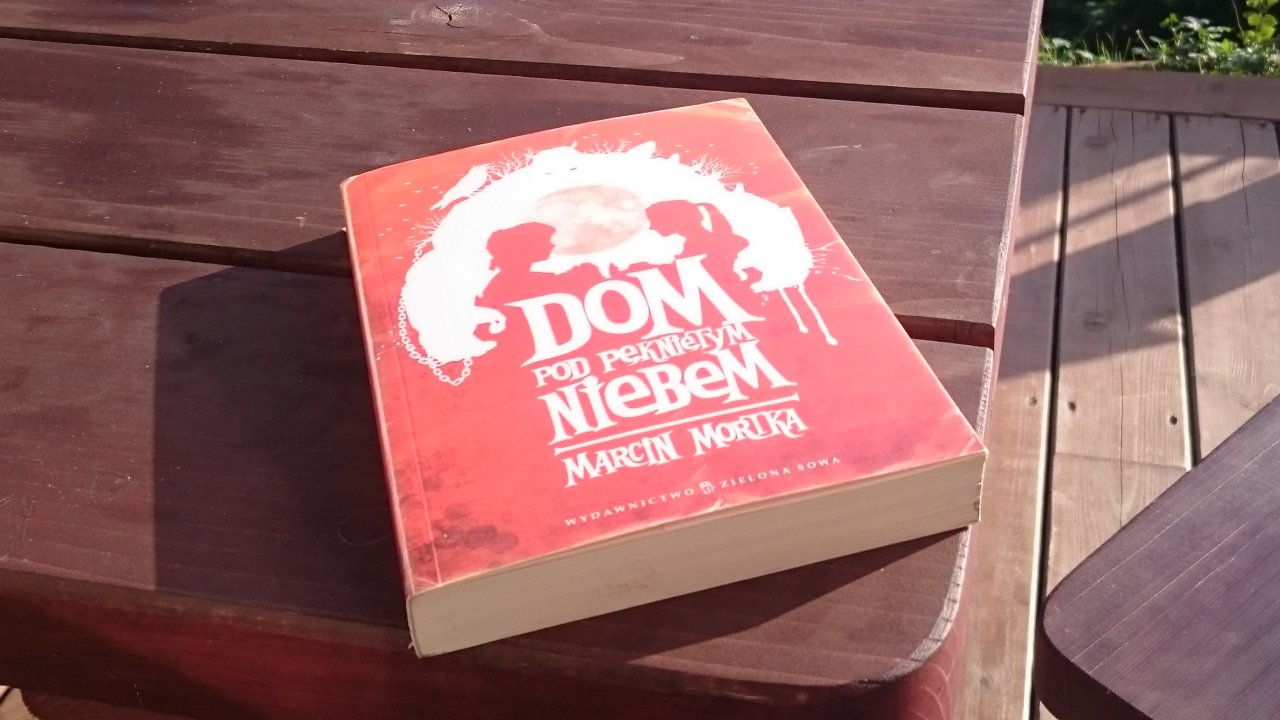 DOM
POD PĘKNIĘTYM
NIEBEM
MARCIN MORTKA
WYDAWNICTWO ZIELONA SOWA